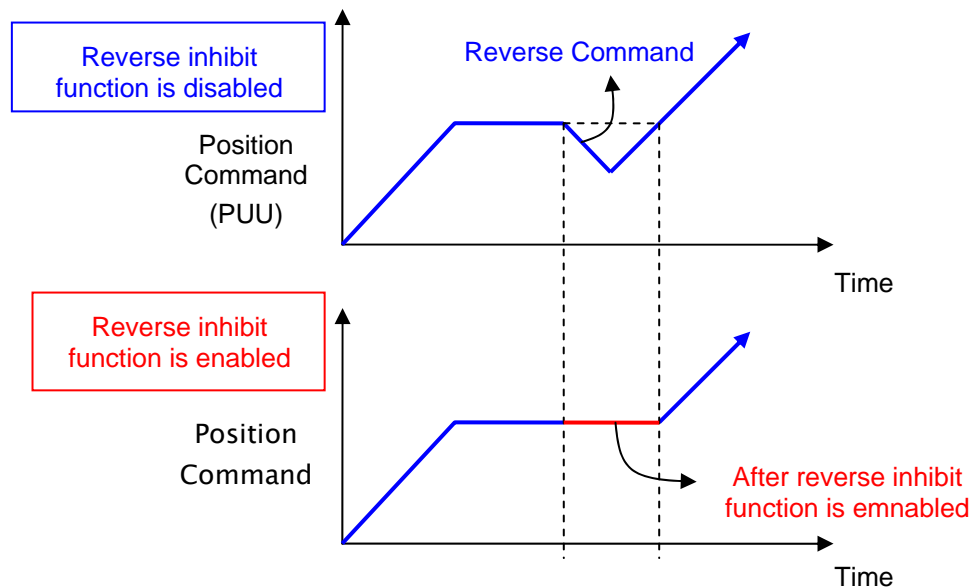 Reverse inhibit
function is disabled
Reverse Command
Position
Command
(PUU)
Time
Reverse inhibit
function is enabled
Position
Command
After reverse inhibit
function is emnabled
Time